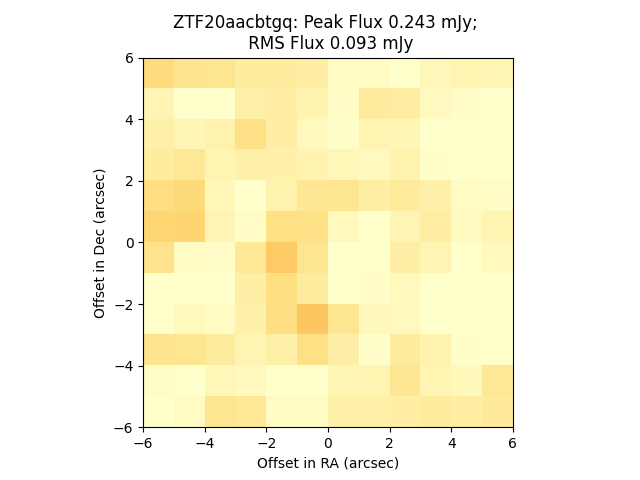 ZTF20aacbtgq: Peak Flux 0.243 mJy;
RMS Flux 0.093 mJy
6
4
2
0
−2
−4
−6
Offset in Dec (arcsec)
−6 −4 −2 0 2 4 6
Offset in RA (arcsec)